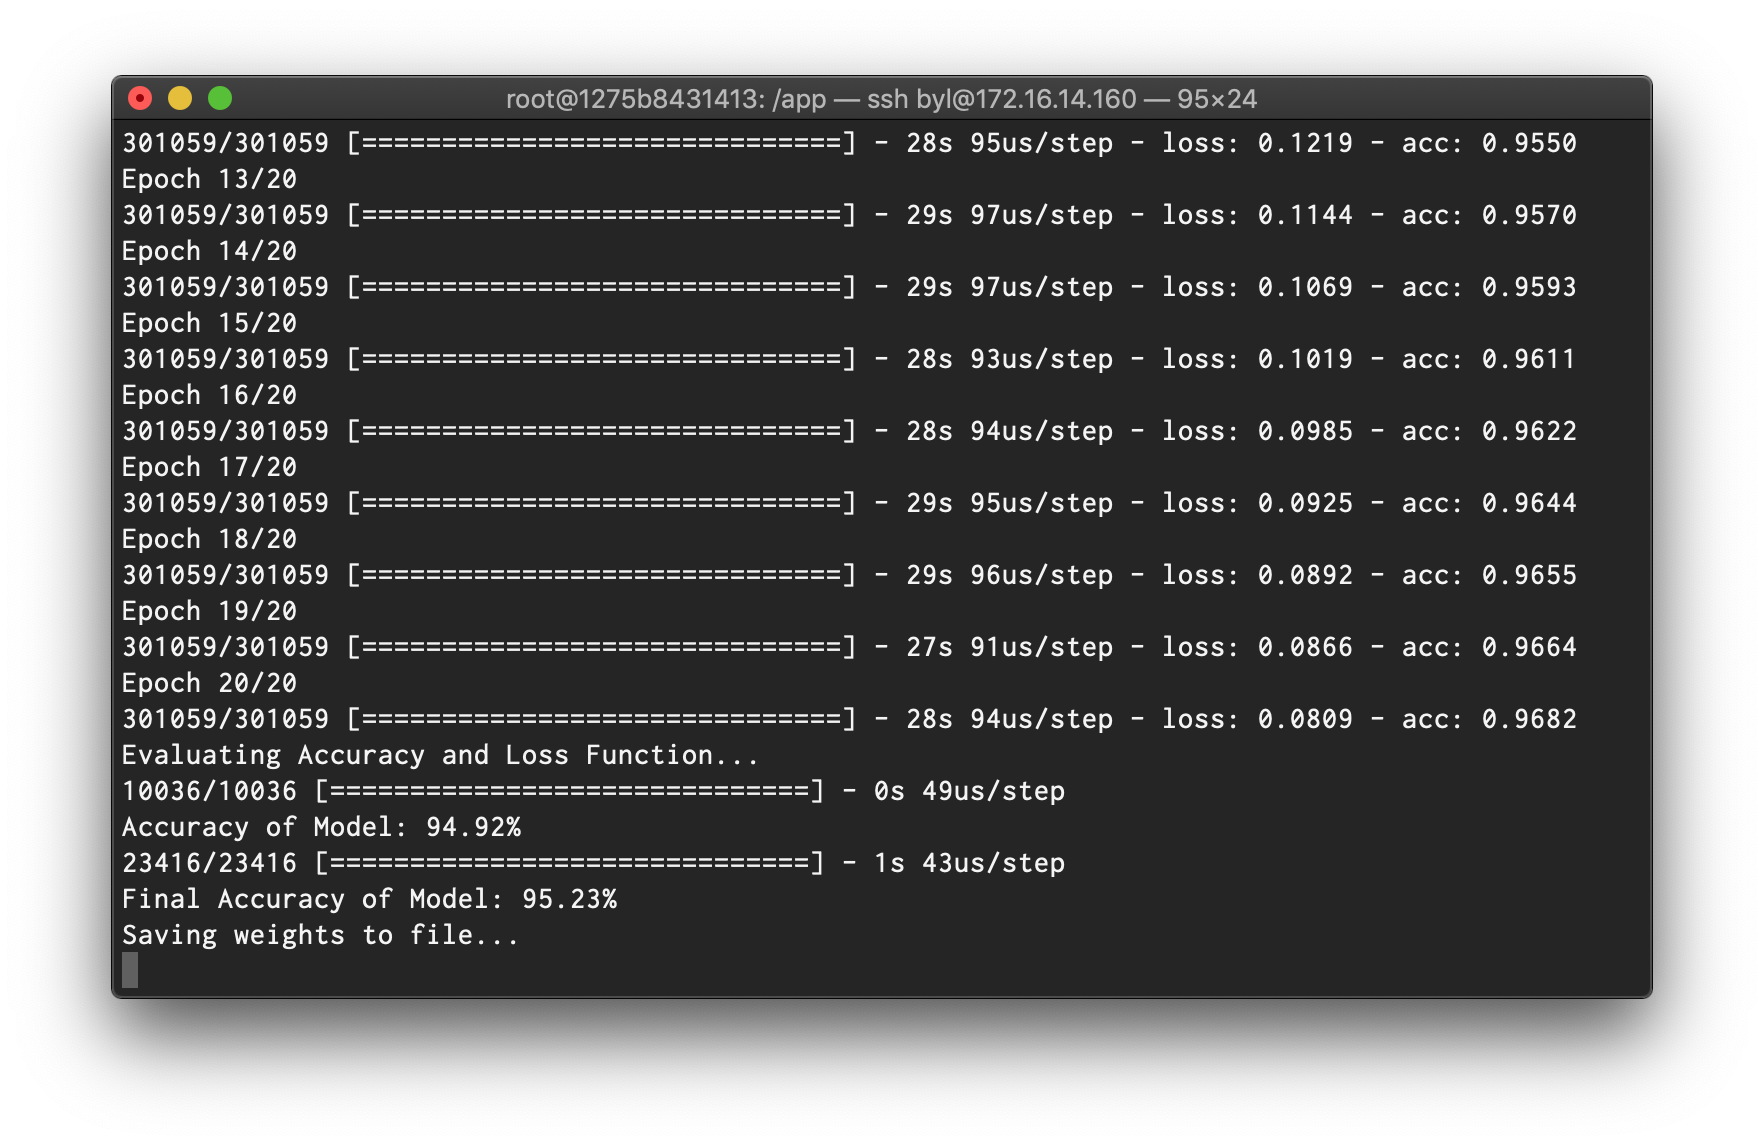 root@1275b8431413: /app — ssh byl@172.16.14.160 — 95×24
301059/301059 [==============================] - 28s 95us/step - loss: 0.1219 - acc: 0.9550
Epoch 13/20
301059/301059 [==============================] - 29s 97us/step - loss: 0.1144 - acc: 0.9570
Epoch 14/20
301059/301059 [==============================] - 29s 97us/step - loss: 0.1069 - acc: 0.9593
Epoch 15/20
301059/301059 [==============================] - 28s 93us/step - loss: 0.1019 - acc: 0.9611
Epoch 16/20
301059/301059 [==============================] - 28s 94us/step - loss: 0.0985 - acc: 0.9622
Epoch 17/20
301059/301059 [==============================] - 29s 95us/step - loss: 0.0925 - acc: 0.9644
Epoch 18/20
301059/301059 [==============================] - 29s 96us/step - loss: 0.0892 - acc: 0.9655
Epoch 19/20
301059/301059 [==============================] - 27s 91us/step - loss: 0.0866 - acc: 0.9664
Epoch 20/20
301059/301059 [==============================] - 28s 94us/step - loss: 0.0809 - acc: 0.9682
Evaluating Accuracy and Loss Function...
10036/10036 [==============================] - 0s 49us/step
Accuracy of Model: 94.92%
23416/23416 [==============================] - 1s 43us/step
Final Accuracy of Model: 95.23%
Saving weights to file...